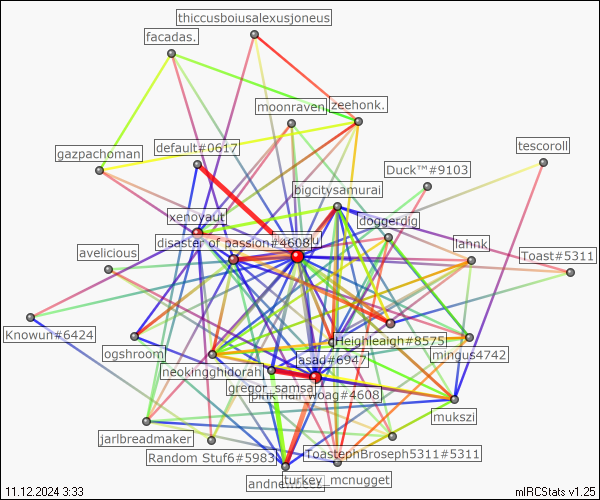 thiccusboiusalexusjoneus
facadas.
moonraven.
zeehonk.
default#0617
gazpachoman
tescoroll
Duck™#9103
bigcitysamurai
xenoyaut
doggerdig
disaster of passion#4608
lahnk
avelicious
Toast#5311
Knowun#6424
Heighleaigh#8575
ogshroom
asad#6947
mingus4742
neokingghidorah
gregor_samsa
pink hair woag#4608
mukszi
jarlbreadmaker
ToastephBroseph5311#5311
Random Stuf6#5983
turkey_mcnugget
11.12.2024 3:33
mIRCStats v1.25